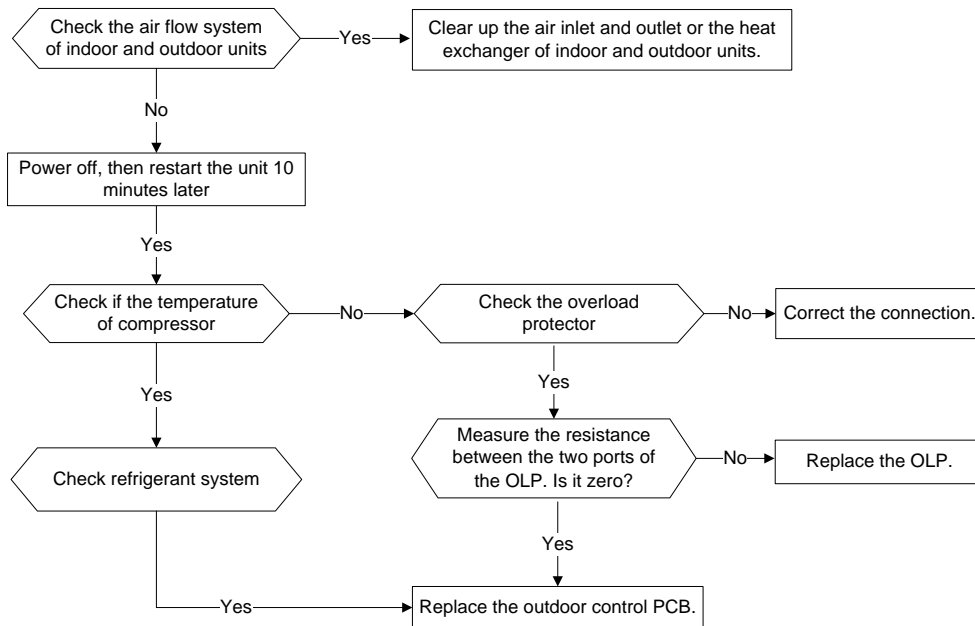 Check the air flow system
of indoor and outdoor units
Yes
Clear up the air inlet and outlet or the heat
exchanger of indoor and outdoor units.
No
Power off, then restart the unit 10
minutes later
Yes
Check if the temperature
of compressor
No
Check the overload
protector
No
Correct the connection.
Yes
Yes
Check refrigerant system
Measure the resistance
between the two ports of
the OLP. Is it zero?
No
Replace the OLP.
Yes
Yes
Replace the outdoor control PCB.